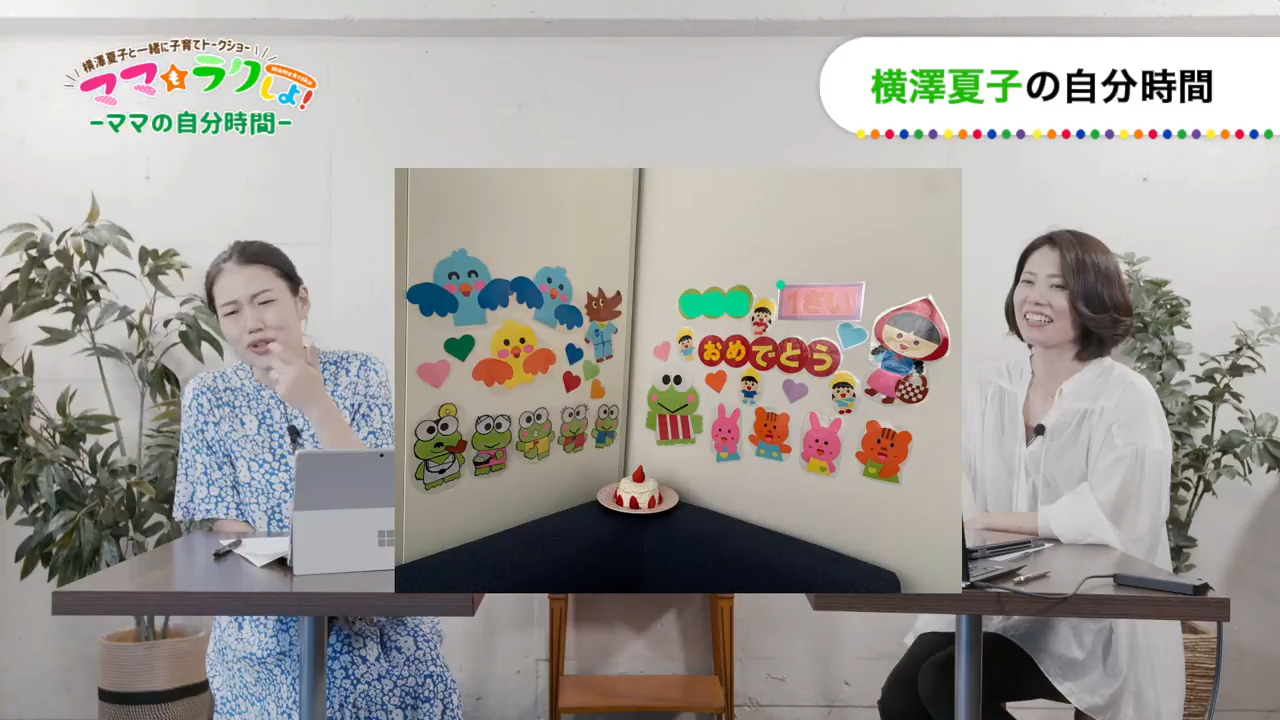 横澤夏子と一緒に子育てトークショー
ママもラクしよ!
mama★raku
-ママの自分時間-
横澤夏子の自分時間
1さい
おめでとう